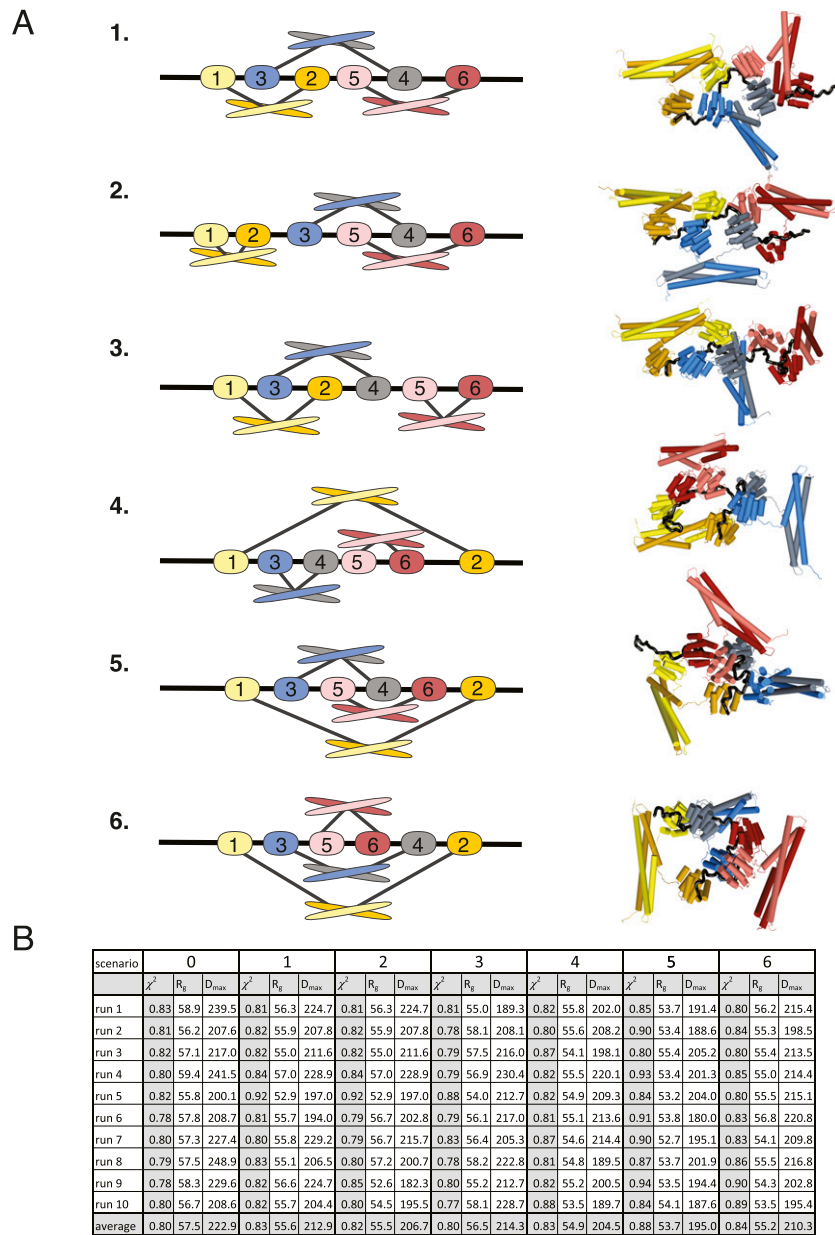 A
1.
1 3 2 5 4 6
2.
1 2 3 5 4 6
3.
1 3 2 4 5 6
4.
1 3 4 5 6 2
5.
1 3 5 4 6 2
6.
1 3 5 6 4 2
B
scenario 0 1 2 3 4 5 6
χ² Rg Dmax χ² Rg Dmax χ² Rg Dmax χ² Rg Dmax χ² Rg Dmax χ² Rg Dmax χ² Rg Dmax
run 1 0.83 58.9 239.5 0.81 56.3 224.7 0.81 56.3 224.7 0.81 55.0 189.3 0.82 55.8 202.0 0.85 53.7 191.4 0.80 56.2 215.4
run 2 0.81 56.2 207.6 0.82 55.9 207.8 0.82 55.9 207.8 0.78 58.1 208.1 0.80 55.6 208.2 0.90 53.4 188.6 0.84 55.3 198.5
run 3 0.82 57.1 217.0 0.82 55.0 211.6 0.82 55.0 211.6 0.79 57.5 216.0 0.87 54.1 198.1 0.80 55.4 205.2 0.80 55.4 213.5
run 4 0.80 59.4 241.5 0.84 57.0 228.9 0.84 57.0 228.9 0.79 56.9 230.4 0.82 55.5 220.1 0.93 53.4 201.3 0.85 55.0 214.4
run 5 0.82 55.8 200.1 0.92 52.9 197.0 0.92 52.9 197.0 0.88 54.0 212.7 0.82 54.9 209.3 0.84 53.2 204.0 0.80 55.5 215.1
run 6 0.78 57.8 208.7 0.81 55.7 194.0 0.79 56.7 202.8 0.79 56.1 217.0 0.81 55.1 213.6 0.91 53.8 180.0 0.83 56.8 220.8
run 7 0.80 57.3 227.4 0.80 55.8 229.2 0.79 56.7 215.7 0.83 56.4 205.3 0.87 54.6 214.4 0.90 52.7 195.1 0.83 54.1 209.8
run 8 0.79 57.5 248.9 0.83 55.1 206.5 0.80 57.2 200.7 0.78 58.2 222.8 0.81 54.8 189.5 0.87 53.7 201.9 0.86 55.5 216.8
run 9 0.78 58.3 229.6 0.82 56.6 224.7 0.85 52.6 182.3 0.80 55.2 212.7 0.82 55.2 200.5 0.94 53.5 194.4 0.90 54.3 202.8
run 10 0.80 56.7 208.6 0.82 55.7 204.4 0.80 54.5 195.5 0.77 58.1 228.7 0.88 53.5 189.7 0.84 54.1 187.6 0.89 53.5 195.4
average 0.80 57.5 222.9 0.83 55.6 212.9 0.82 55.5 206.7 0.80 56.5 214.3 0.83 54.9 204.5 0.88 53.7 195.0 0.84 55.2 210.3